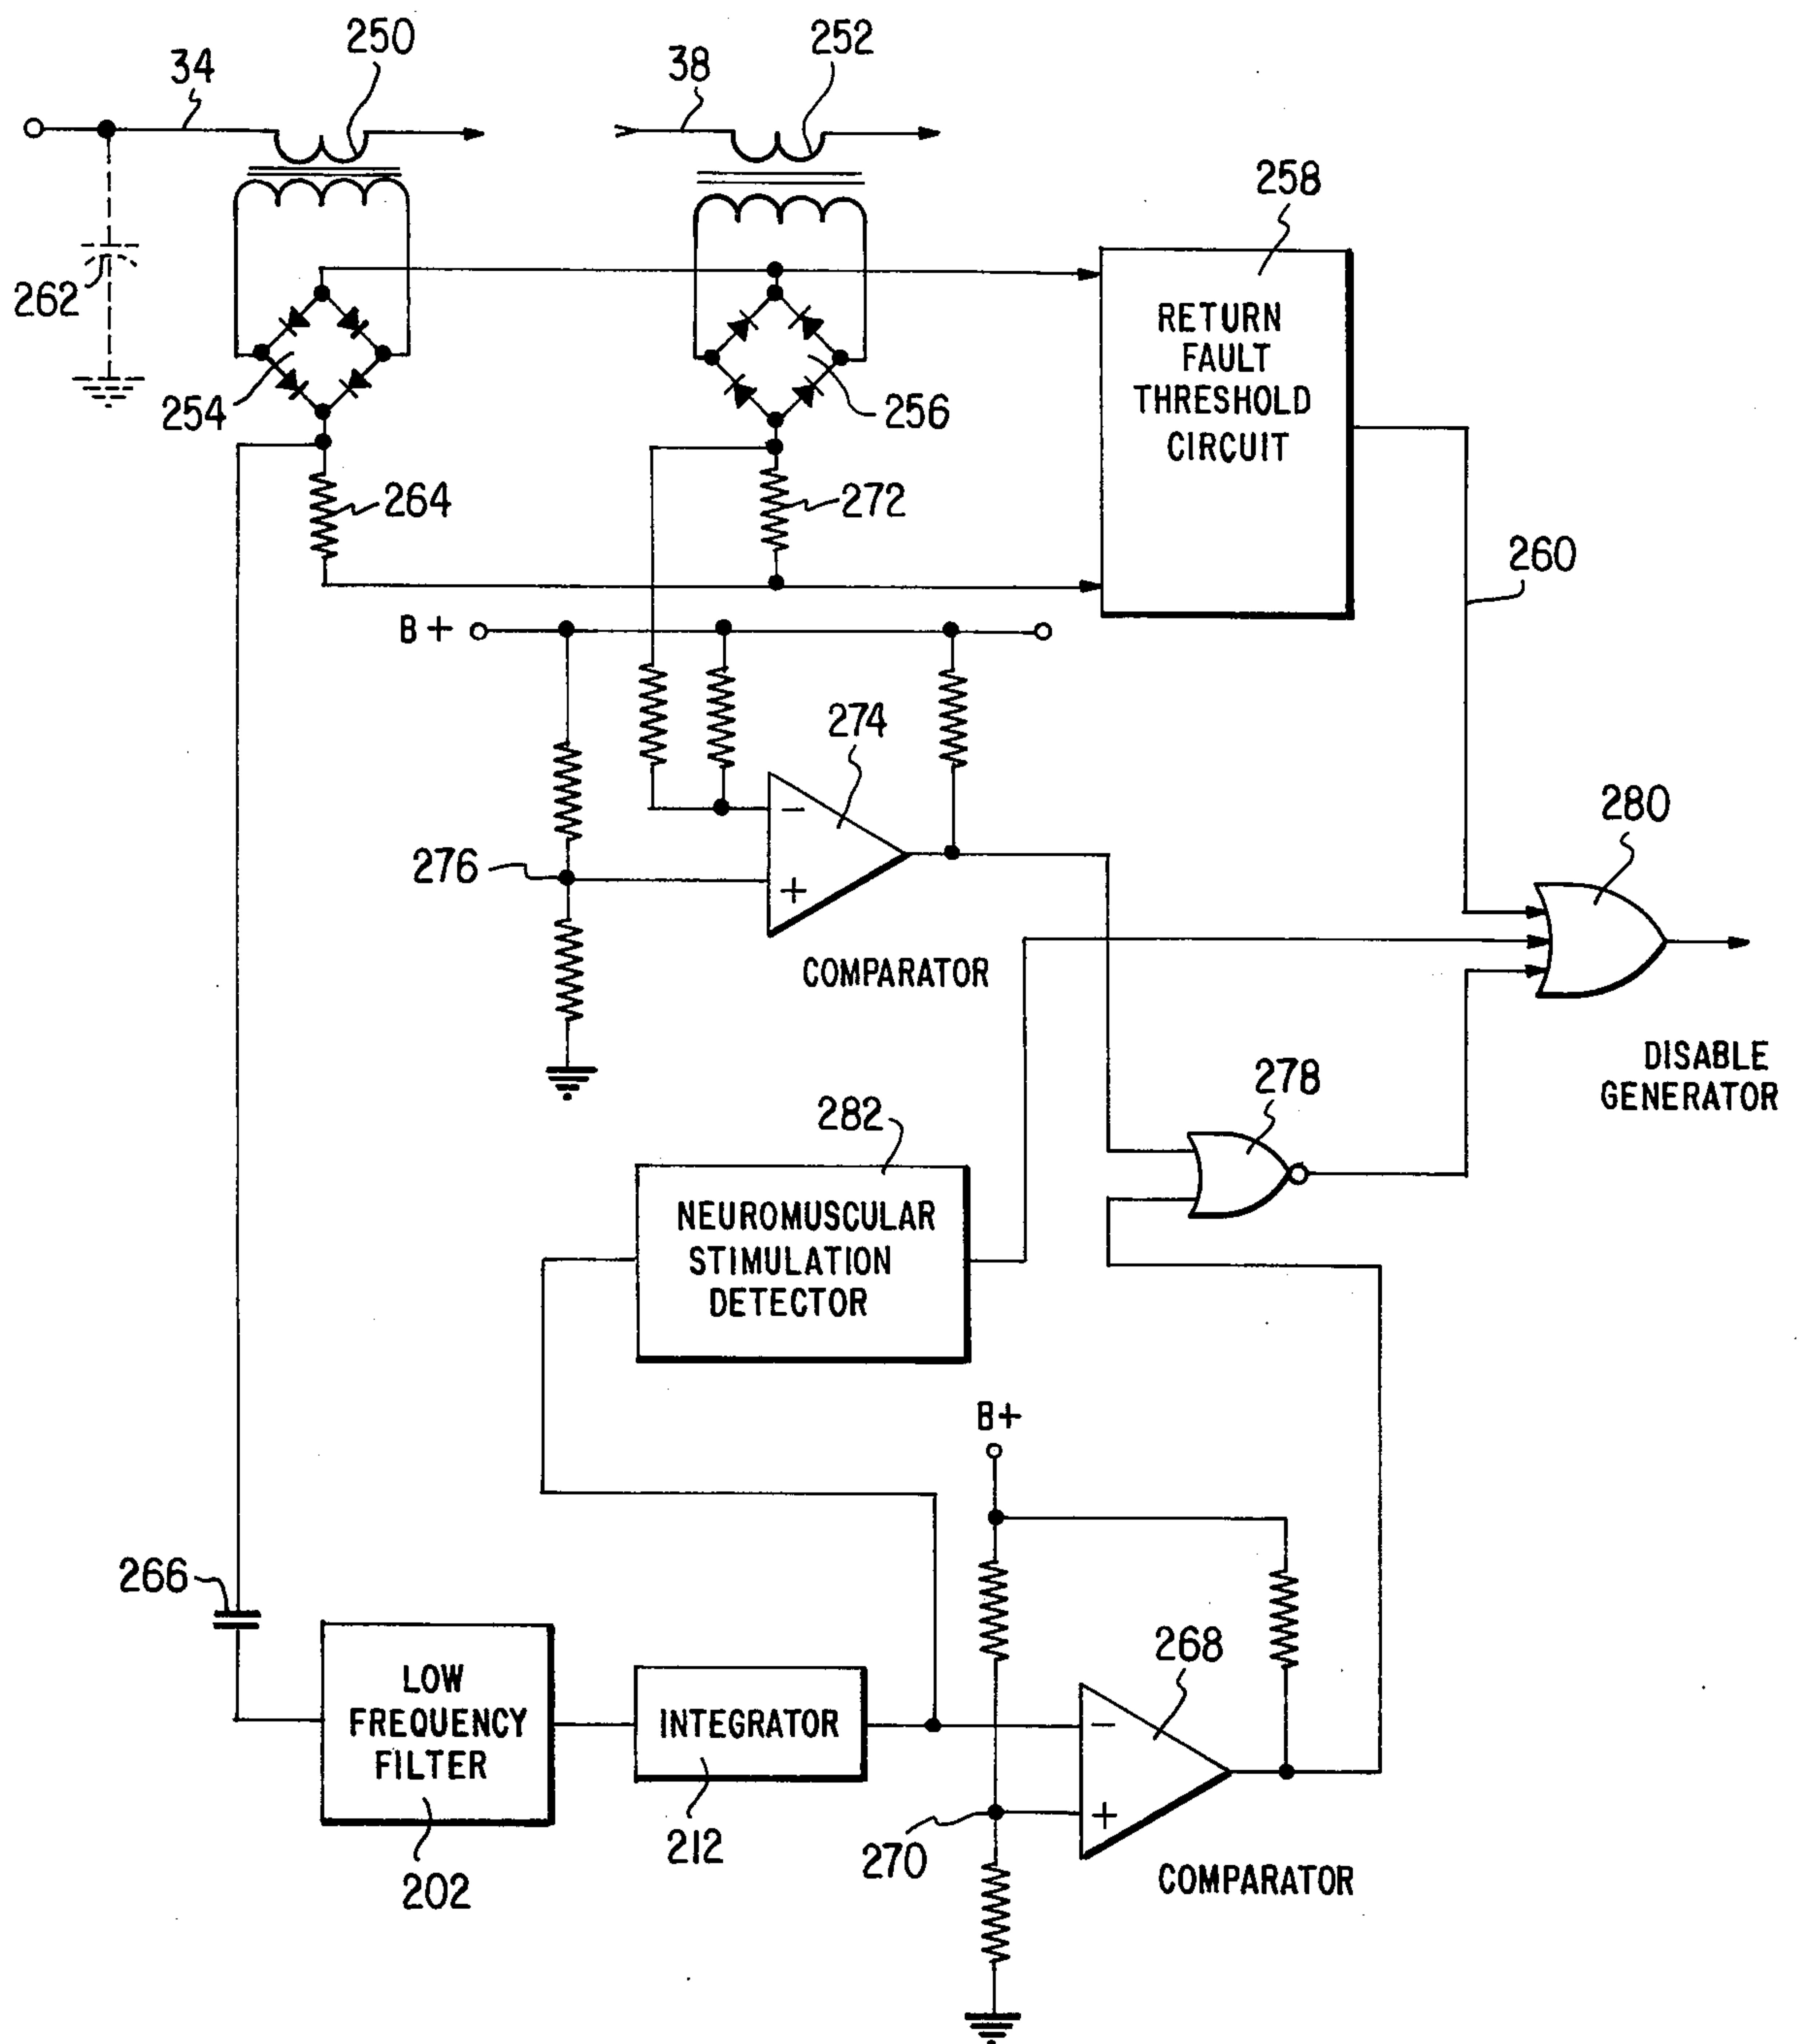 250
252
34
38
258
262
RETURN
FAULT
THRESHOLD
CIRCUIT
254
256
264
272
260
B+
274
280
276
+
−
COMPARATOR
DISABLE
GENERATOR
278
282
NEUROMUSCULAR
STIMULATION
DETECTOR
B+
266
268
LOW
FREQUENCY
FILTER
INTEGRATOR
−
+
212
270
202
COMPARATOR